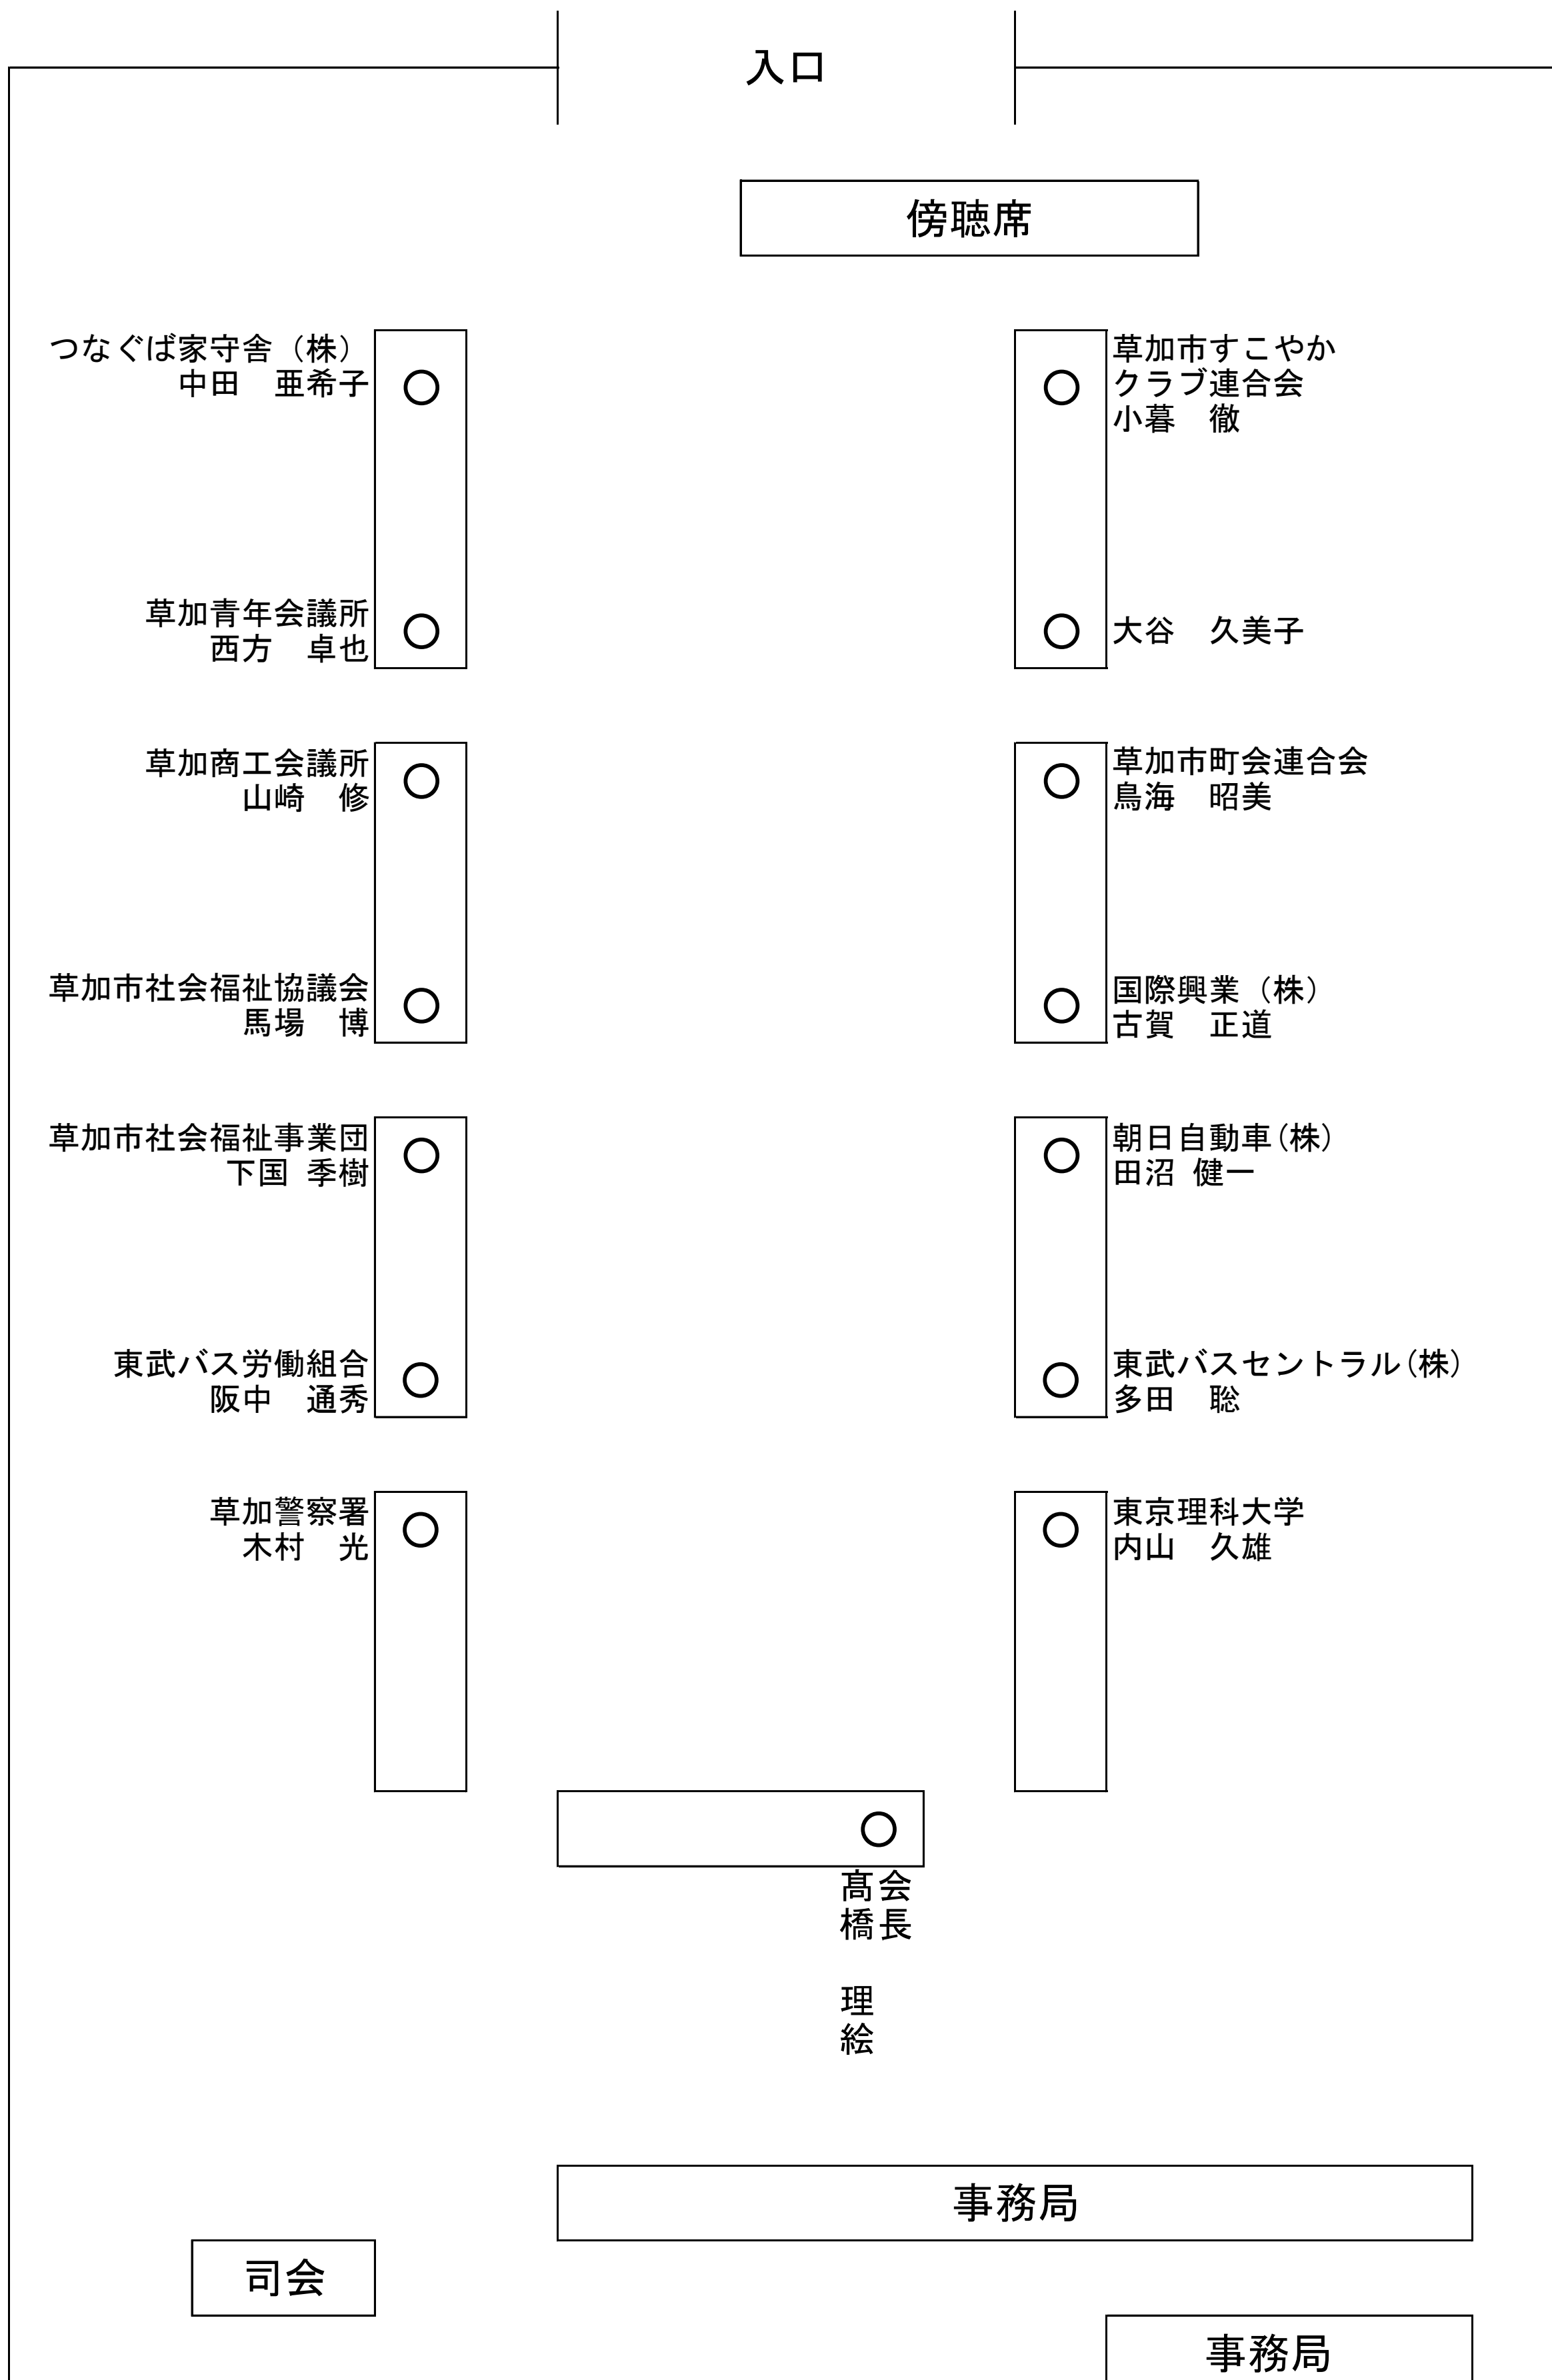 入口
傍聴席
つなぐば家守舎（株）
中田　亜希子
草加市すこやか
クラブ連合会
小暮　徹
草加青年会議所
西方　卓也
大谷　久美子
草加商工会議所
山崎　修
草加市町会連合会
鳥海　昭美
草加市社会福祉協議会
馬場　博
国際興業（株）
古賀　正道
草加市社会福祉事業団
下国 季樹
朝日自動車(株)
田沼 健一
東武バス労働組合
阪中　通秀
東武バスセントラル(株)
多田　聡
草加警察署
木村　光
東京理科大学
内山　久雄
会長
髙橋　理絵
事務局
司会
事務局